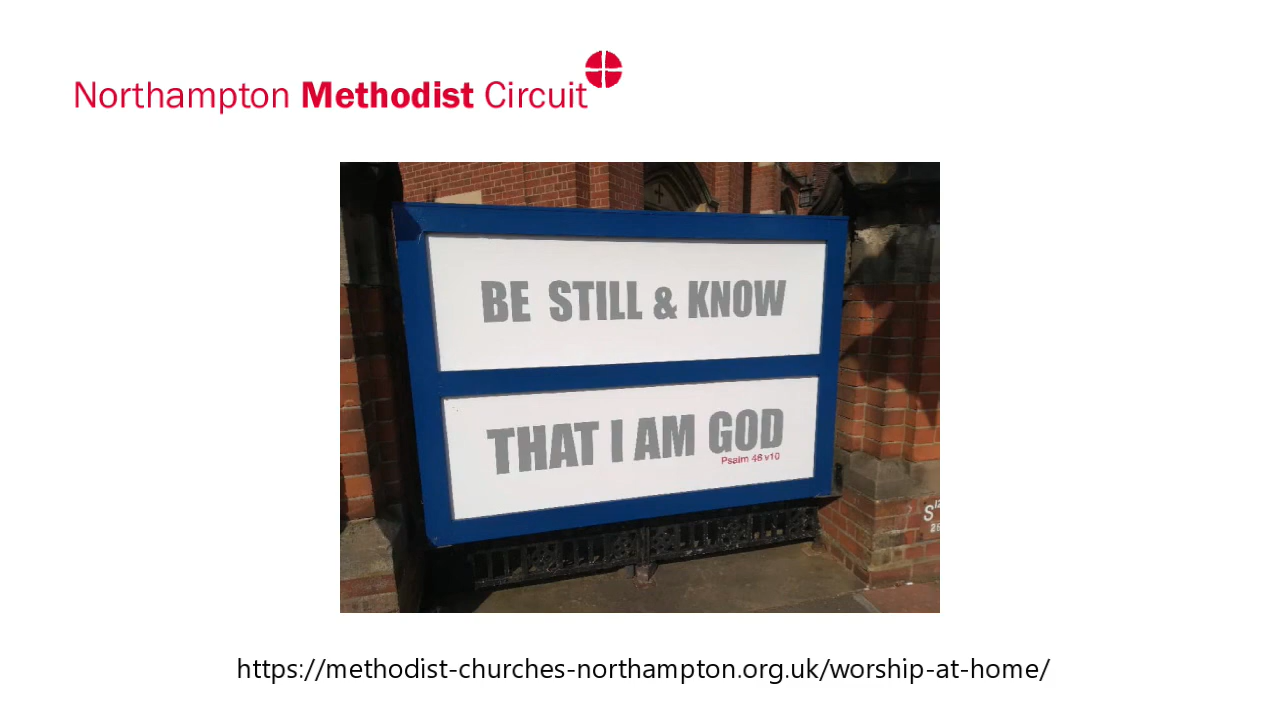 Northampton Methodist Circuit
BE STILL & KNOW
THAT I AM GOD
Psalm 46 v10
https://methodist-churches-northampton.org.uk/worship-at-home/